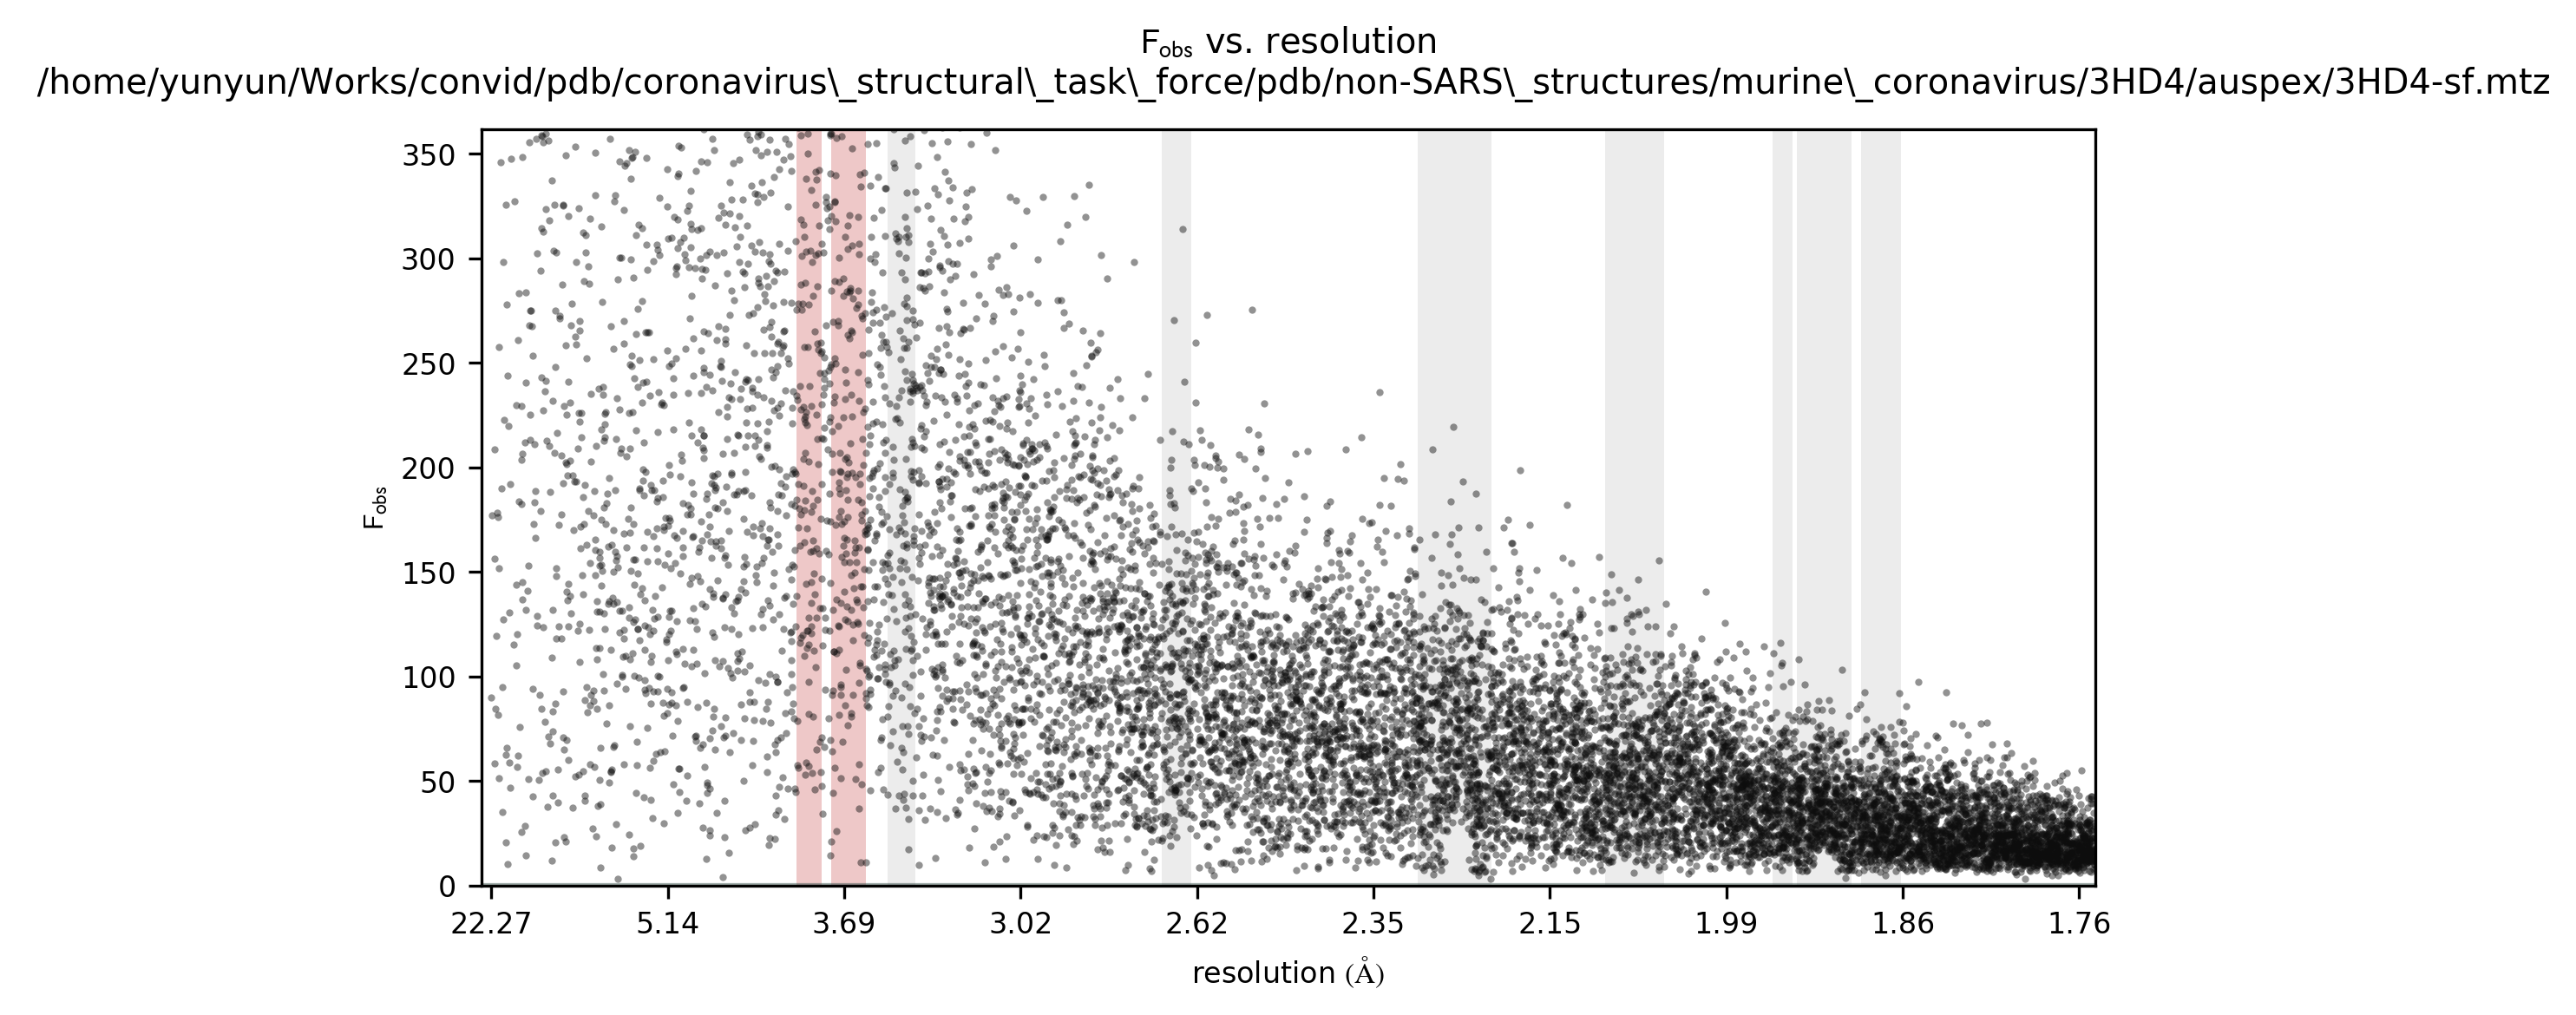 Fobs vs. resolution
/home/yunyun/Works/convid/pdb/coronavirus\_structural\_task\_force/pdb/non-SARS\_structures/murine\_coronavirus/3HD4/auspex/3HD4-sf.mtz
350
300
250
200
150
100
50
0
Fobs
22.27 5.14 3.69 3.02 2.62 2.35 2.15 1.99 1.86 1.76
resolution (Å)